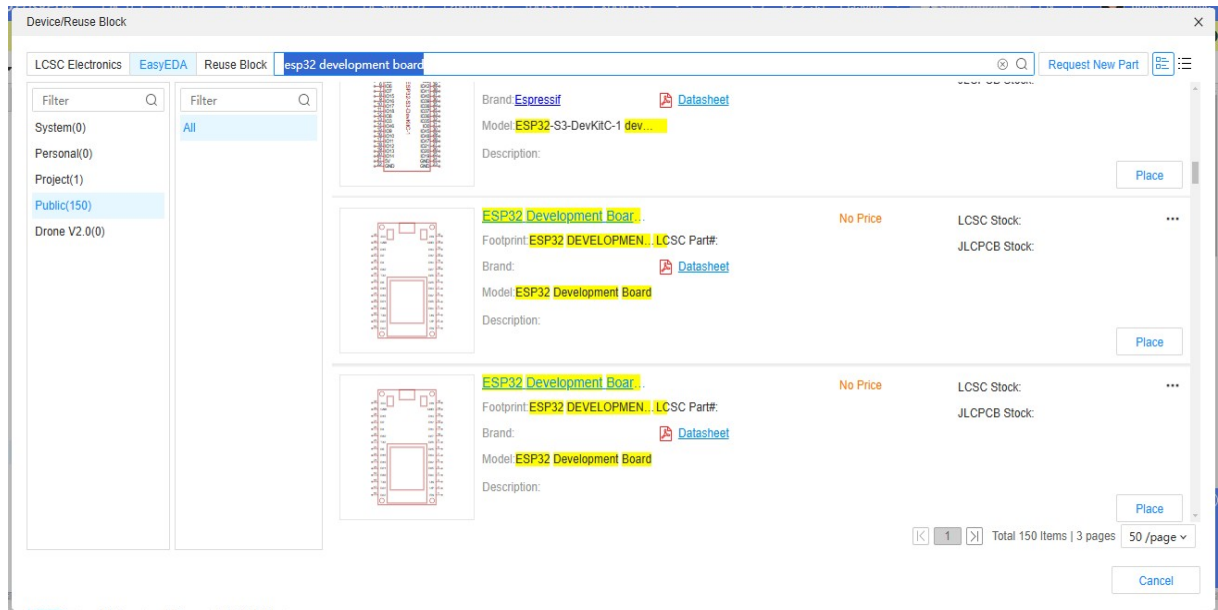 Device/Reuse Block
LCSC Electronics EasyEDA Reuse Block esp32 development board Request New Part
Filter Filter
System(0) All
Personal(0)
Project(1)
Public(150)
Drone V2.0(0)
Brand:Espressif Datasheet
Model:ESP32-S3-DevKitC-1 dev...
Description:
Place
ESP32 Development Boar... No Price LCSC Stock:
Footprint:ESP32 DEVELOPMEN... LCSC Part#: JLCPCB Stock:
Brand: Datasheet
Model:ESP32 Development Board
Description:
Place
ESP32 Development Boar... No Price LCSC Stock:
Footprint:ESP32 DEVELOPMEN... LCSC Part#: JLCPCB Stock:
Brand: Datasheet
Model:ESP32 Development Board
Description:
Place
1 Total 150 Items | 3 pages 50 /page
Cancel